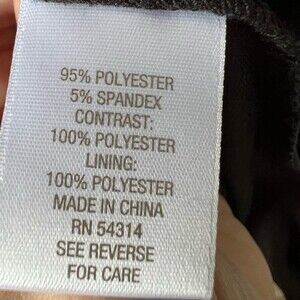 95% POLYESTER
5% SPANDEX
CONTRAST:
100% POLYESTER
LINING:
100% POLYESTER
MADE IN CHINA
RN 54314
SEE REVERSE
FOR CARE